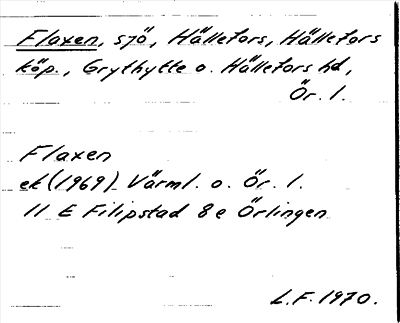 Flaxen, sjö, Hällefors, Hällefors
köp., Grythytte o. Hällefors hd,
Ör. l.
Flaxen
ek (1969) Värml. o. Ör. l.
11 E Filipstad 8 e Örlingen
L.F. 1970.